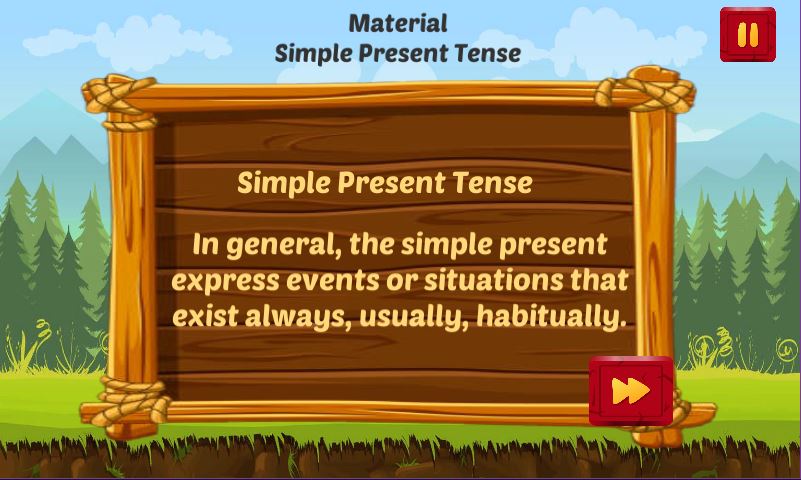 Material
Simple Present Tense
Simple Present Tense
In general, the simple present
express events or situations that
exist always, usually, habitually.